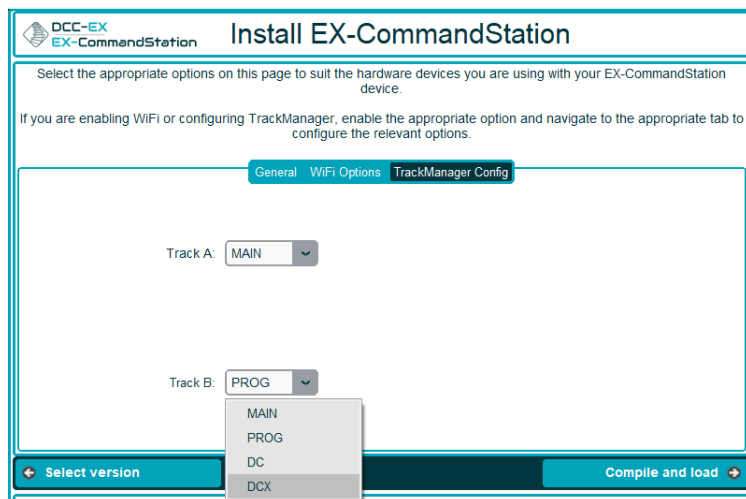 DCC-EX
EX-CommandStation
Install EX-CommandStation
Select the appropriate options on this page to suit the hardware devices you are using with your EX-CommandStation
device.
If you are enabling WiFi or configuring TrackManager, enable the appropriate option and navigate to the appropriate tab to
configure the relevant options.
General WiFi Options TrackManager Config
Track A: MAIN
Track B: PROG
MAIN
PROG
DC
DCX
Select version
Compile and load